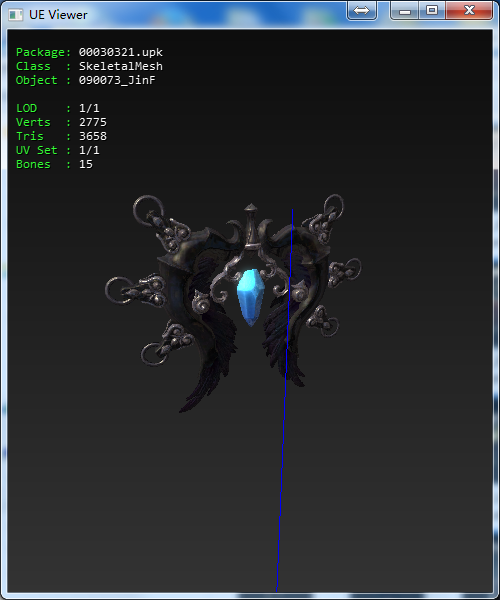 UE Viewer
Package: 00030321.upk
Class : SkeletalMesh
Object : 090073_JinF
LOD : 1/1
Verts : 2775
Tris : 3658
UV Set : 1/1
Bones : 15